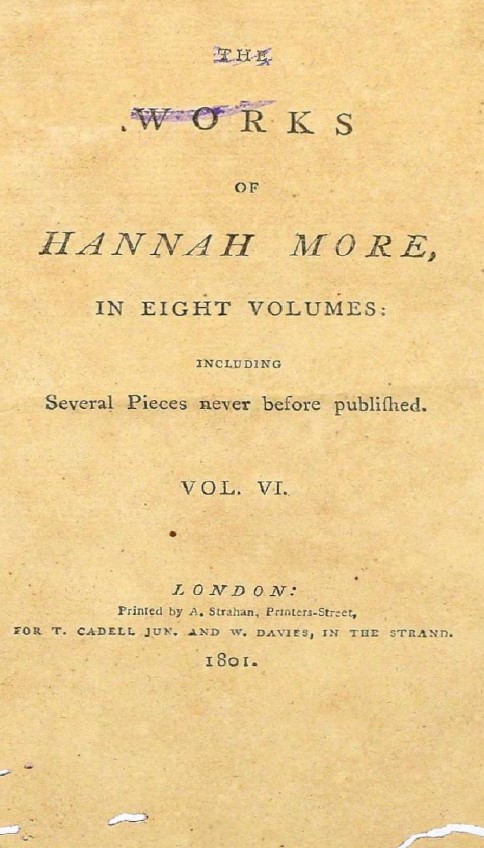 THE
WORKS
OF
HANNAH MORE,
IN EIGHT VOLUMES:
INCLUDING
Several Pieces never before publiſhed.
VOL. VI.
LONDON:
Printed by A. Strahan, Printers-Street,
FOR T. CADELL JUN. AND W. DAVIES, IN THE STRAND.
1801.